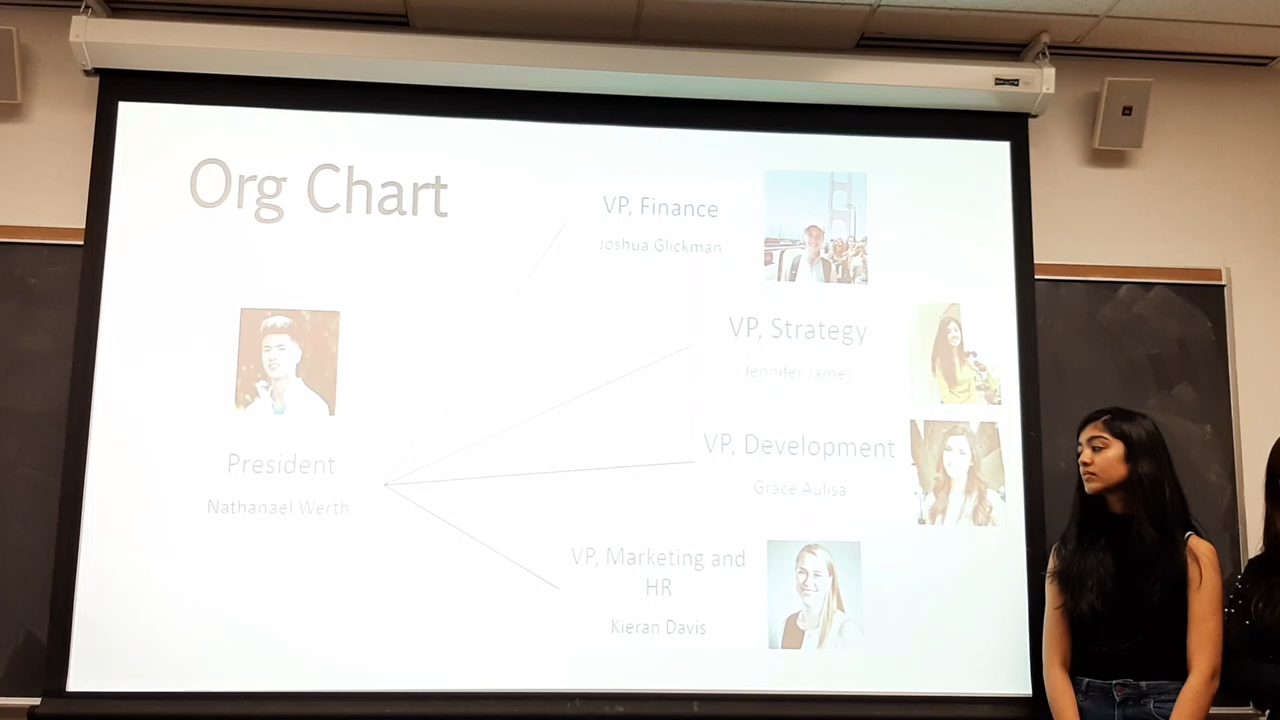 Org Chart
VP, Finance
Joshua Glickman
VP, Strategy
Jennifer James
President
Nathanael Werth
VP, Development
Grace Aulisa
VP, Marketing and
HR
Kieran Davis